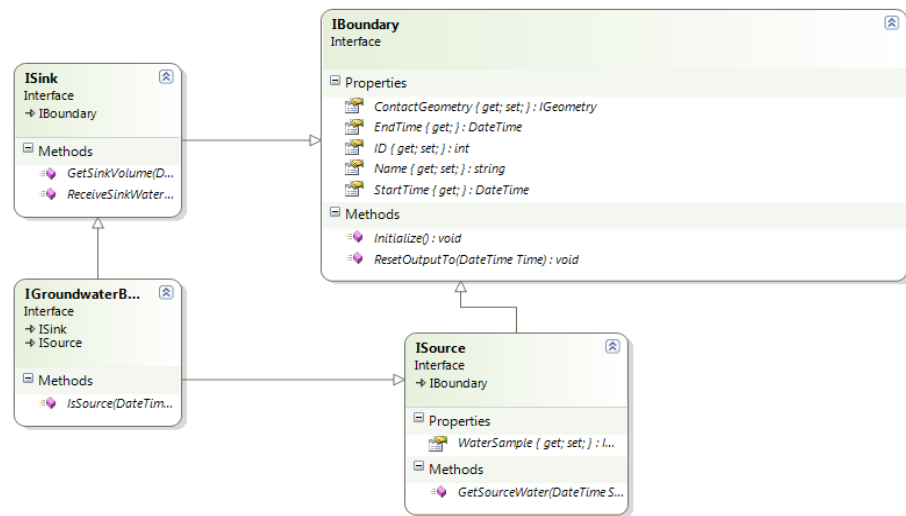 ISink
Interface
IBoundary
Methods
GetSinkVolume(D...
ReceiveSinkWater...
IBoundary
Interface
Properties
ContactGeometry { get; set; } : IGeometry
EndTime { get; } : DateTime
ID { get; set; } : int
Name { get; set; } : string
StartTime { get; } : DateTime
Methods
Initialize() : void
ResetOutputTo(DateTime Time) : void
IGroundwaterB...
Interface
ISink
ISource
Methods
IsSource(DateTim...
ISource
Interface
IBoundary
Properties
WaterSample { get; set; } : I...
Methods
GetSourceWater(DateTime S...